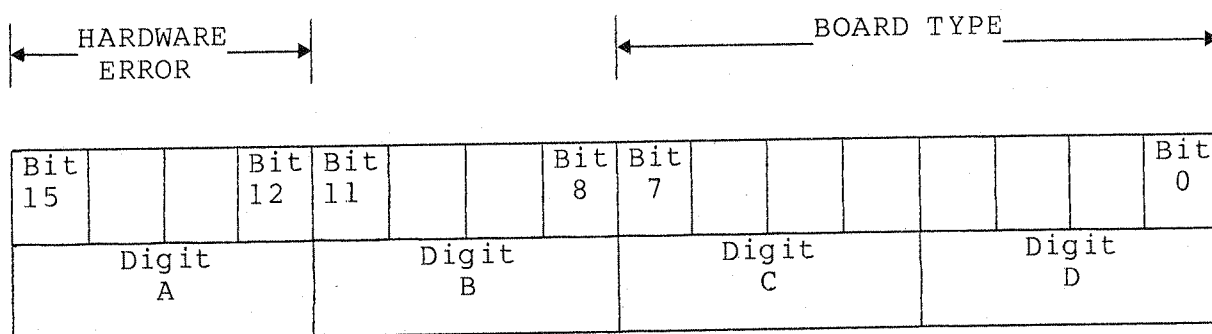 HARDWARE BOARD TYPE
ERROR
Bit Bit Bit Bit Bit Bit
15 12 11 8 7 0
Digit Digit Digit Digit
A B C D